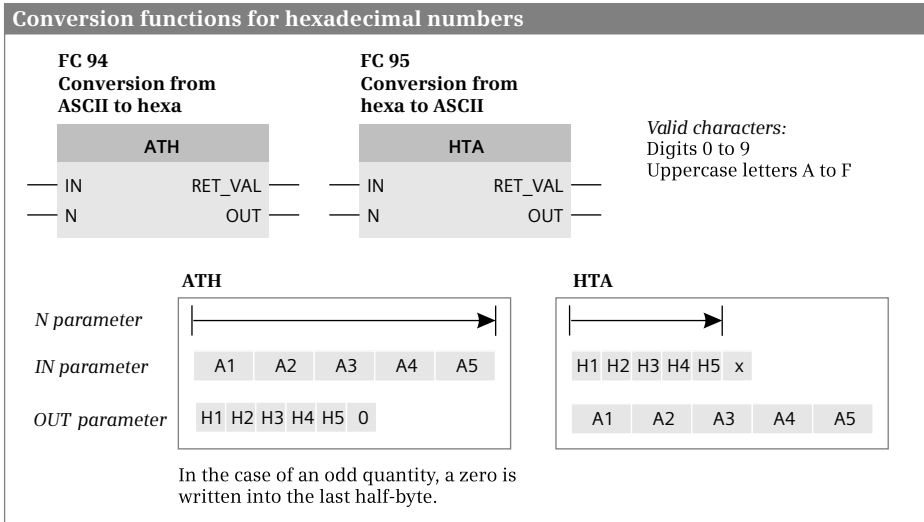 Conversion functions for hexadecimal numbers
FC 94
Conversion from
ASCII to hexa
ATH
IN RET_VAL
N OUT
FC 95
Conversion from
hexa to ASCII
HTA
IN RET_VAL
N OUT
Valid characters:
Digits 0 to 9
Uppercase letters A to F
ATH HTA
N parameter
IN parameter A1 A2 A3 A4 A5 H1 H2 H3 H4 H5 x
OUT parameter H1 H2 H3 H4 H5 0 A1 A2 A3 A4 A5
In the case of an odd quantity, a zero is
written into the last half-byte.